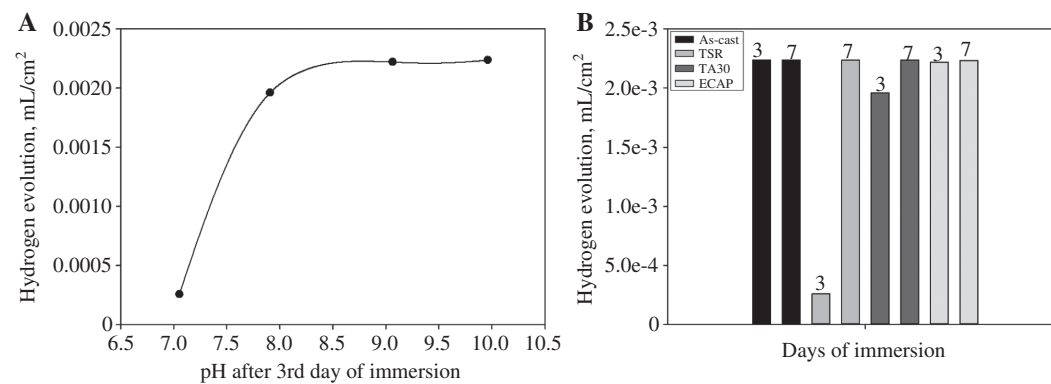 A
Hydrogen evolution, mL/cm²
0.0025
0.0020
0.0015
0.0010
0.0005
0
6.5 7.0 7.5 8.0 8.5 9.0 9.5 10.0 10.5
pH after 3rd day of immersion
B
Hydrogen evolution, mL/cm²
2.5e-3
2.0e-3
1.5e-3
1.0e-3
5.0e-4
0
As-cast
TSR
TA30
ECAP
3 7 3 7 3 7 3 7
Days of immersion